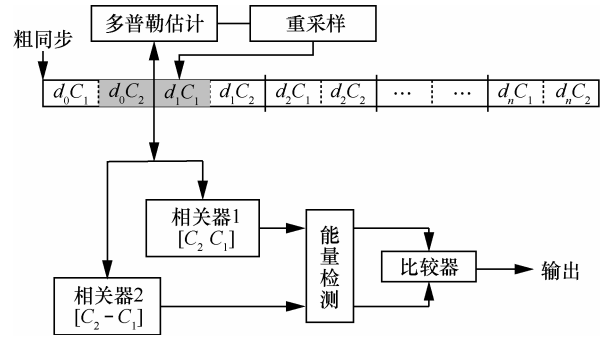 多普勒估计
重采样
粗同步
d₀C₁ d₀C₂ d₁C₁ d₁C₂ d₂C₁ d₂C₂ … … dₙC₁ dₙC₂
相关器1
[C₂ C₁]
能量检测
比较器
输出
相关器2
[C₂－C₁]